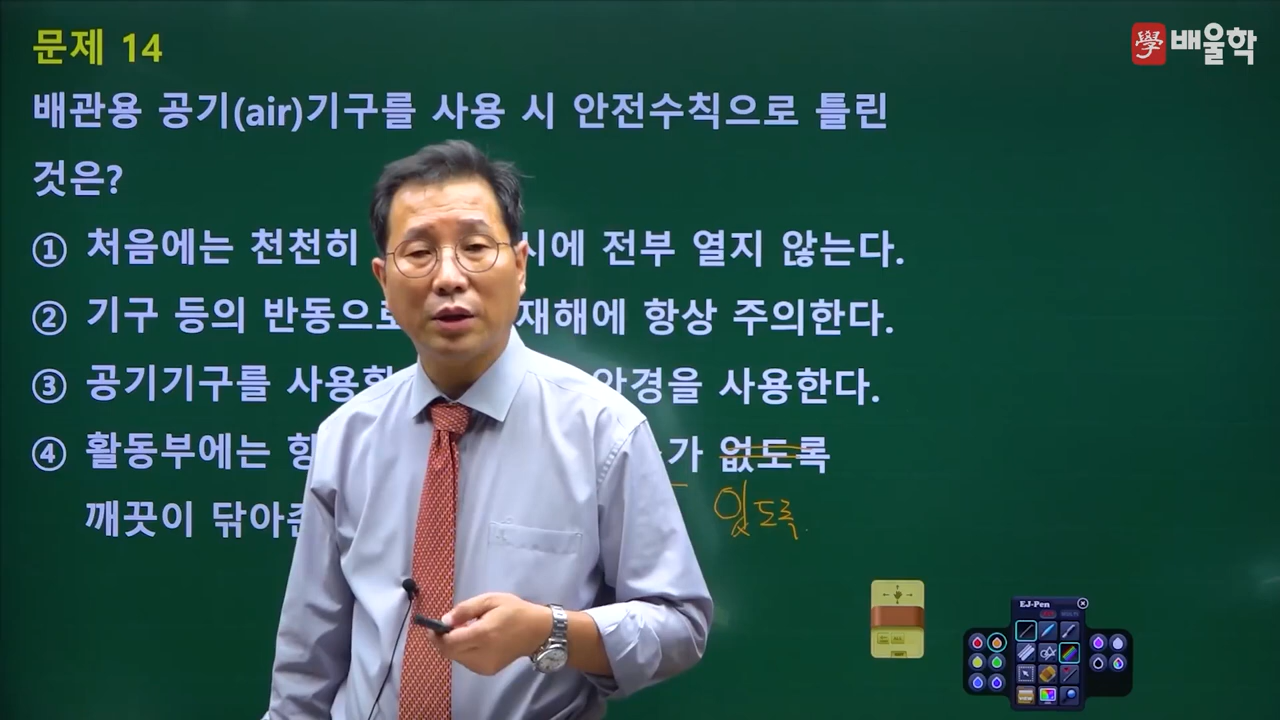 문제 14
學 배울학
배관용 공기(air)기구를 사용 시 안전수칙으로 틀린
것은?
① 처음에는 천천히 시에 전부 열지 않는다.
② 기구 등의 반동으로 재해에 항상 주의한다.
③ 공기기구를 사용할 안경을 사용한다.
④ 활동부에는 가 없도록
있도록.
깨끗이
EJ-Pen